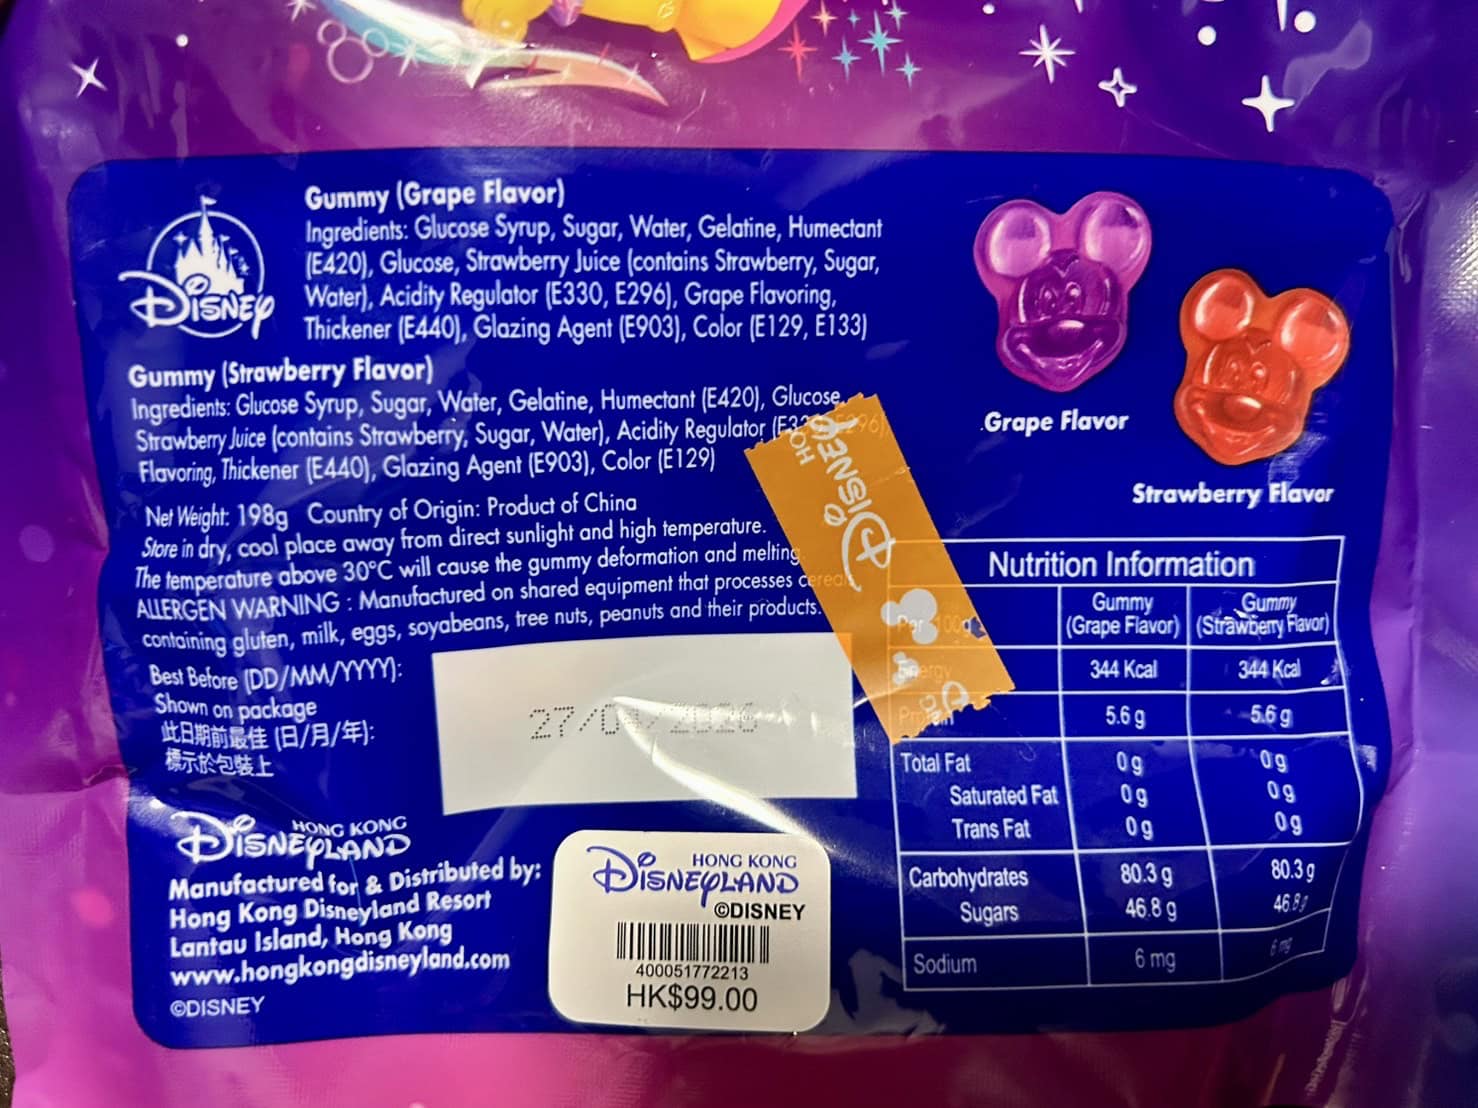 DISNEY
Gummy (Grape Flavor)
Ingredients: Glucose Syrup, Sugar, Water, Gelatine, Humectant
(E420), Glucose, Strawberry Juice (contains Strawberry, Sugar,
Water), Acidity Regulator (E330, E296), Grape Flavoring,
Thickener (E440), Glazing Agent (E903), Color (E129, E133)
Gummy (Strawberry Flavor)
Ingredients: Glucose Syrup, Sugar, Water, Gelatine, Humectant (E420), Glucose,
Strawberry Juice (contains Strawberry, Sugar, Water), Acidity Regulator
Flavoring, Thickener (E440), Glazing Agent (E903), Color (E129)
Net Weight: 198g Country of Origin: Product of China
Store in dry, cool place away from direct sunlight and high temperature.
The temperature above 30°C will cause the gummy deformation and melting.
ALLERGEN WARNING : Manufactured on shared equipment that processes cereals
containing gluten, milk, eggs, soyabeans, tree nuts, peanuts and their products.
Best Before (DD/MM/YYYY):
Shown on package
此日期前最佳 (日/月/年):
標示於包裝上
HONG KONG
DISNEYLAND
Manufactured for & Distributed by:
Hong Kong Disneyland Resort
Lantau Island, Hong Kong
www.hongkongdisneyland.com
©DISNEY
HONG KONG
DISNEYLAND
©DISNEY
400051772213
HK$99.00
DISNEY
Grape Flavor
Strawberry Flavor
Nutrition Information
Per 100g Gummy (Grape Flavor) Gummy (Strawberry Flavor)
Energy 344 Kcal 344 Kcal
Protein 5.6 g 5.6 g
Total Fat 0 g 0 g
Saturated Fat 0 g 0 g
Trans Fat 0 g 0 g
Carbohydrates 80.3 g 80.3 g
Sugars 46.8 g 46.8 g
Sodium 6 mg 6 mg